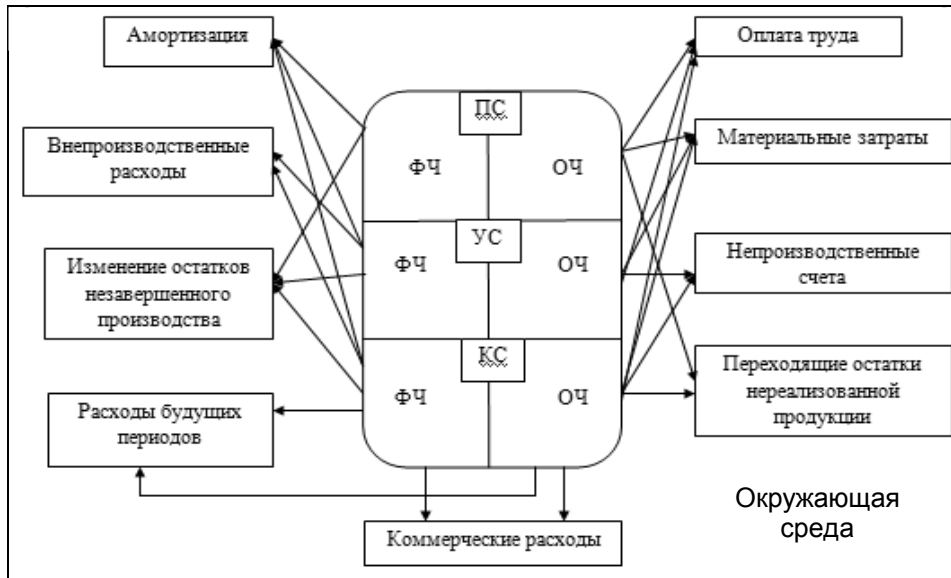 Амортизация
Оплата труда
ПС
Внепроизводственные
расходы
ФЧ
ОЧ
Материальные затраты
УС
Изменение остатков
незавершенного
производства
ФЧ
ОЧ
Непроизводственные
счета
КС
Расходы будущих
периодов
ФЧ
ОЧ
Переходящие остатки
нереализованной
продукции
Коммерческие расходы
Окружающая
среда